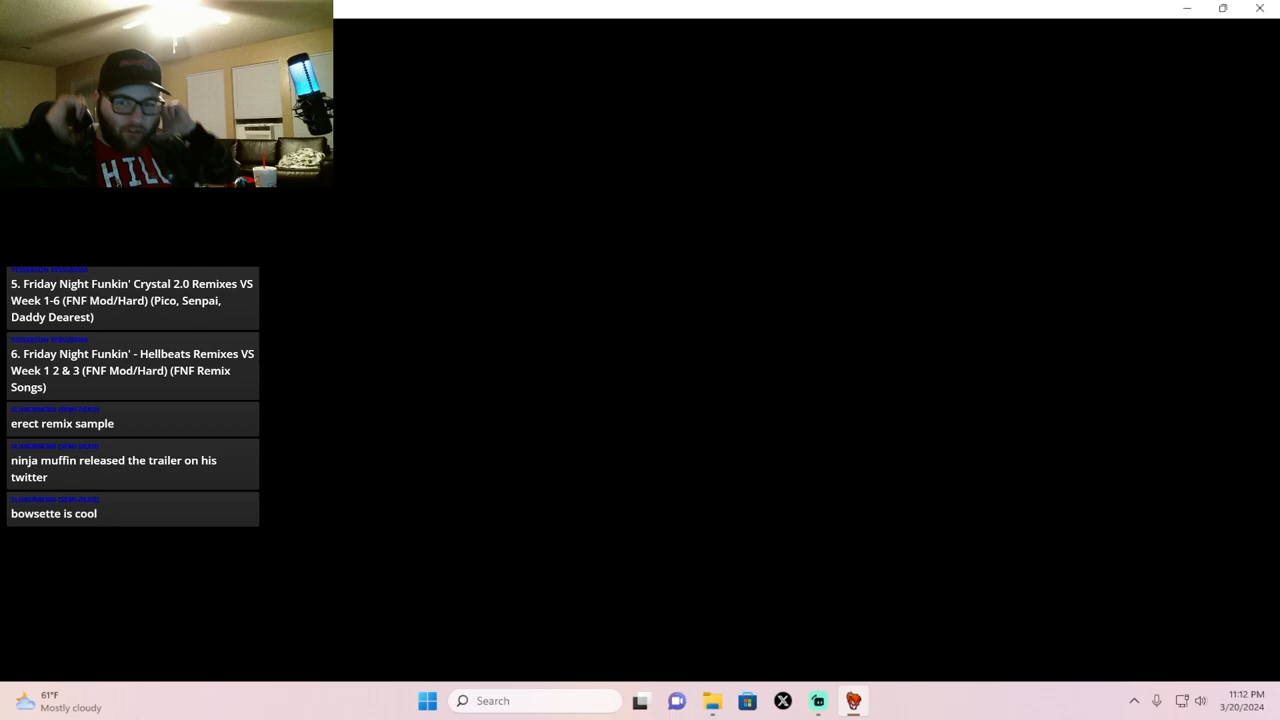 HILL
5. Friday Night Funkin' Crystal 2.0 Remixes VS
Week 1-6 (FNF Mod/Hard) (Pico, Senpai,
Daddy Dearest)
6. Friday Night Funkin' - Hellbeats Remixes VS
Week 1 2 & 3 (FNF Mod/Hard) (FNF Remix
Songs)
erect remix sample
ninja muffin released the trailer on his
twitter
bowsette is cool
61°F
Mostly cloudy
Search
11:12 PM
3/20/2024